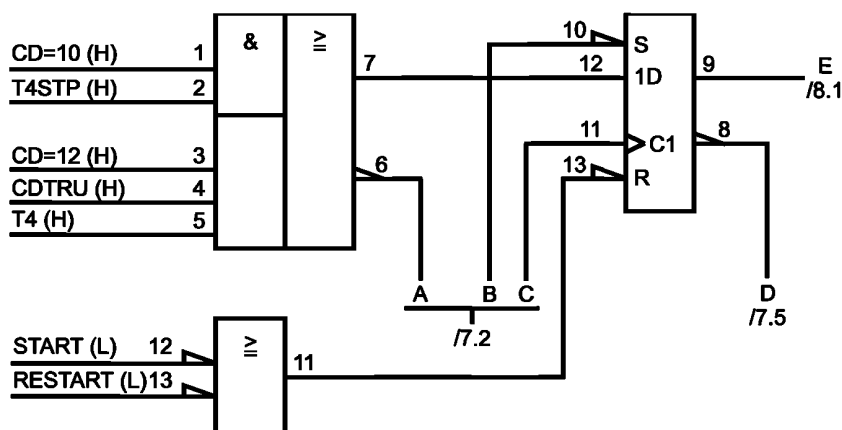 CD=10 (H) 1 & ≧ 10 S
T4STP (H) 2 7 12 1D 9 E
/8.1
CD=12 (H) 3 6 11 C1 8
CDTRU (H) 4 13 R
T4 (H) 5
A B C D
/7.2 /7.5
START (L) 12 ≧ 11
RESTART (L) 13